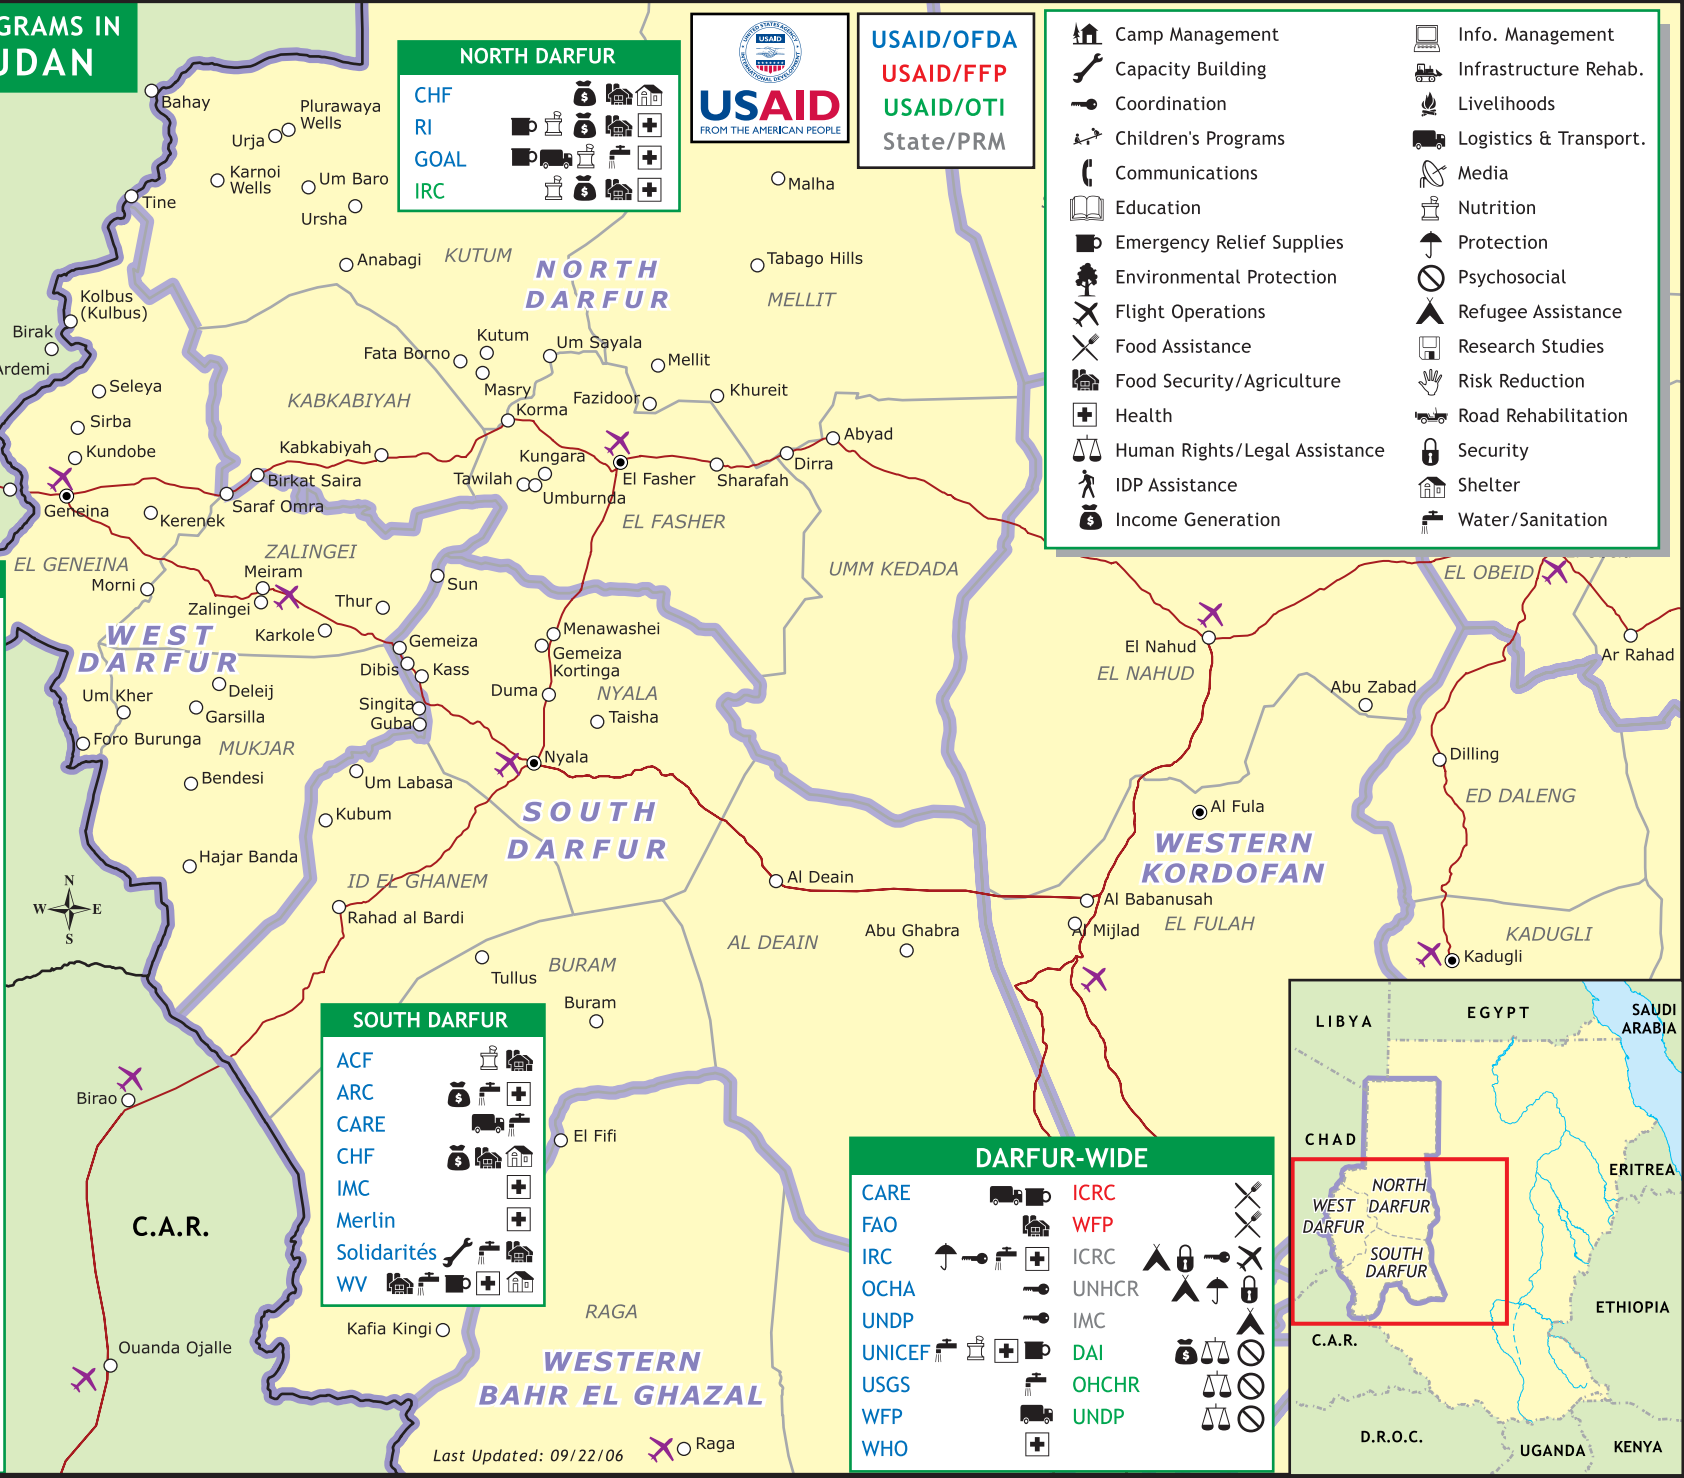 GRAMS IN
UDAN
NORTH DARFUR
CHF
RI
GOAL
IRC
USAID
UNITED STATES AGENCY
INTERNATIONAL DEVELOPMENT
USAID
FROM THE AMERICAN PEOPLE
USAID/OFDA
USAID/FFP
USAID/OTI
State/PRM
Camp Management
Capacity Building
Coordination
Children's Programs
Communications
Education
Emergency Relief Supplies
Environmental Protection
Flight Operations
Food Assistance
Food Security/Agriculture
Health
Human Rights/Legal Assistance
IDP Assistance
Income Generation
Info. Management
Infrastructure Rehab.
Livelihoods
Logistics & Transport.
Media
Nutrition
Protection
Psychosocial
Refugee Assistance
Research Studies
Risk Reduction
Road Rehabilitation
Security
Shelter
Water/Sanitation
Bahay
Plurawaya
Wells
Urja
Karnoi
Wells
Um Baro
Ursha
Tine
Malha
Anabagi
KUTUM
NORTH
DARFUR
Tabago Hills
MELLIT
Kolbus
(Kulbus)
Birak
Ardemi
Kutum
Fata Borno
Um Sayala
Mellit
Masry
Fazidoor
Khureit
Seleya
KABKABIYAH
Korma
Sirba
Kundobe
Kabkabiyah
Abyad
Kungara
Dirra
Tawilah
El Fasher
Sharafah
Birkat Saira
Umburnda
Saraf Omra
Geneina
Kerenek
EL FASHER
EL GENEINA
ZALINGEI
Meiram
UMM KEDADA
EL OBEID
Morni
Sun
Zalingei
Thur
WEST
DARFUR
Karkole
Gemeiza
Menawashei
Gemeiza
Kortinga
El Nahud
EL NAHUD
Ar Rahad
Dibis
Kass
Um Kher
Deleij
Duma
NYALA
Abu Zabad
Singita
Garsilla
Guba
Taisha
Foro Burunga
MUKJAR
Nyala
Dilling
Bendesi
Um Labasa
ED DALENG
Kubum
SOUTH
DARFUR
Al Fula
WESTERN
KORDOFAN
Hajar Banda
ID EL GHANEM
Al Deain
N
W
E
S
Rahad al Bardi
Al Babanusah
Al Mijlad
EL FULAH
Abu Ghabra
AL DEAIN
KADUGLI
Kadugli
Tullus
BURAM
Buram
SOUTH DARFUR
ACF
ARC
CARE
CHF
IMC
Merlin
Solidarités
WV
Birao
El Fifi
C.A.R.
Kafia Kingi
RAGA
Ouanda Ojalle
WESTERN
BAHR EL GHAZAL
Raga
Last Updated: 09/22/06
DARFUR-WIDE
CARE
FAO
IRC
OCHA
UNDP
UNICEF
USGS
WFP
WHO
ICRC
WFP
ICRC
UNHCR
IMC
DAI
OHCHR
UNDP
LIBYA
EGYPT
SAUDI
ARABIA
CHAD
ERITREA
NORTH
DARFUR
WEST
DARFUR
SOUTH
DARFUR
ETHIOPIA
C.A.R.
D.R.O.C.
UGANDA
KENYA